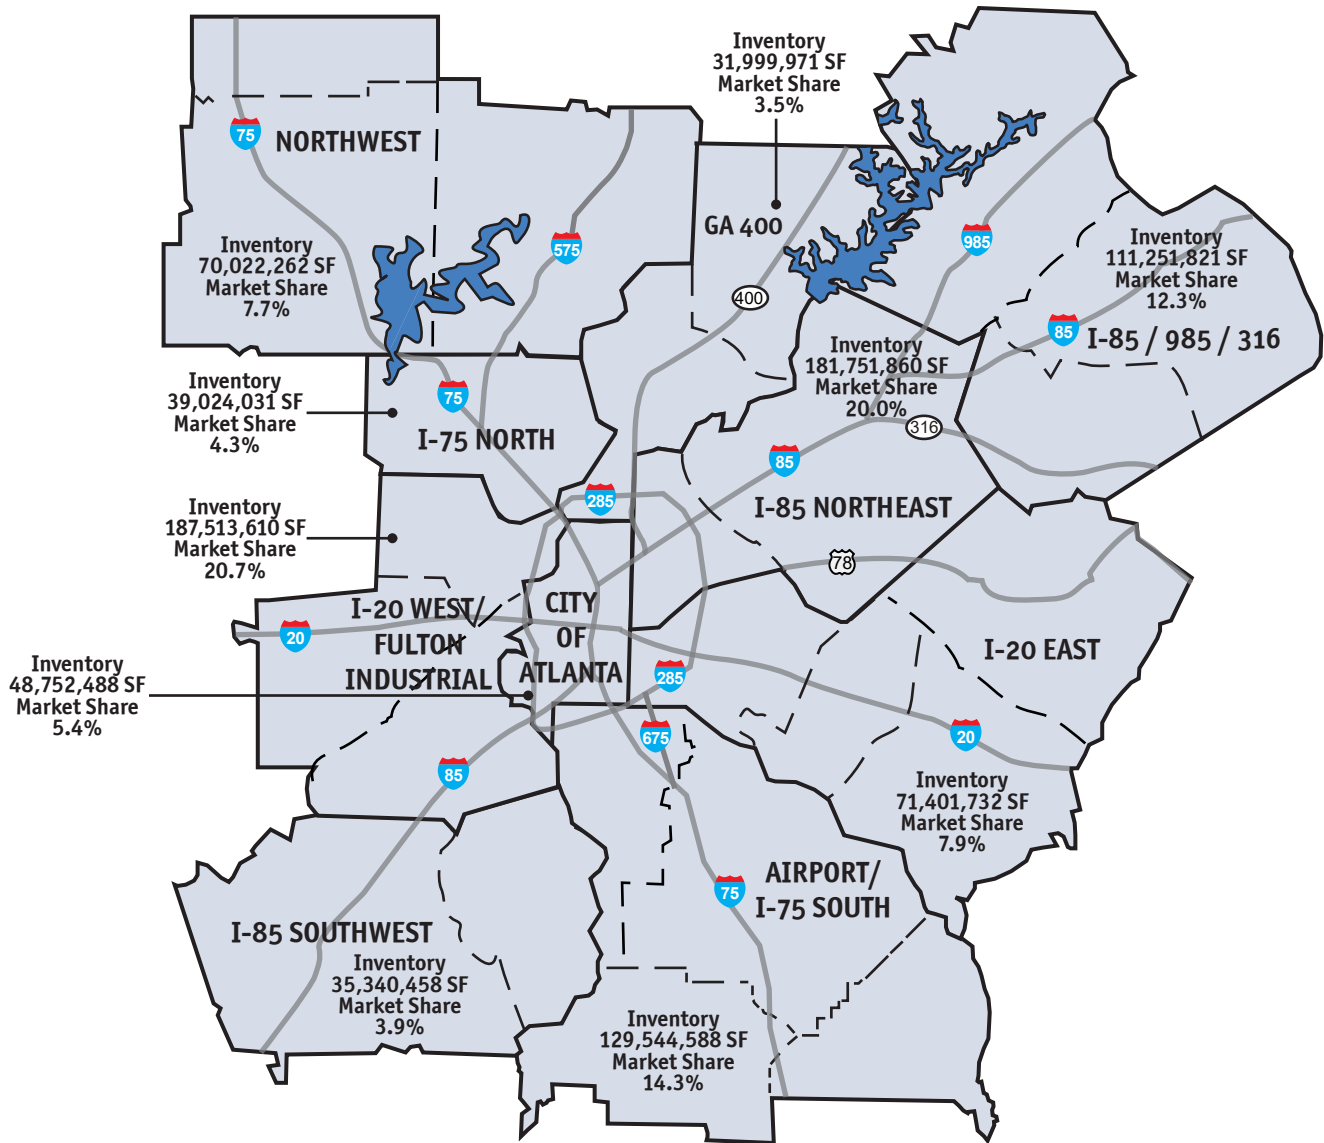 Inventory
31,999,971 SF
Market Share
3.5%
75
NORTHWEST
GA 400
985
575
Inventory
70,022,262 SF
Market Share
7.7%
Inventory
111,251,821 SF
Market Share
12.3%
400
85
I-85 / 985 / 316
Inventory
181,751,860 SF
Market Share
20.0%
Inventory
39,024,031 SF
Market Share
4.3%
75
I-75 NORTH
316
85
285
I-85 NORTHEAST
Inventory
187,513,610 SF
Market Share
20.7%
78
I-20 WEST/
FULTON
INDUSTRIAL
CITY
OF
ATLANTA
20
I-20 EAST
Inventory
48,752,488 SF
Market Share
5.4%
285
675
20
85
Inventory
71,401,732 SF
Market Share
7.9%
75
AIRPORT/
I-75 SOUTH
I-85 SOUTHWEST
Inventory
35,340,458 SF
Market Share
3.9%
Inventory
129,544,588 SF
Market Share
14.3%